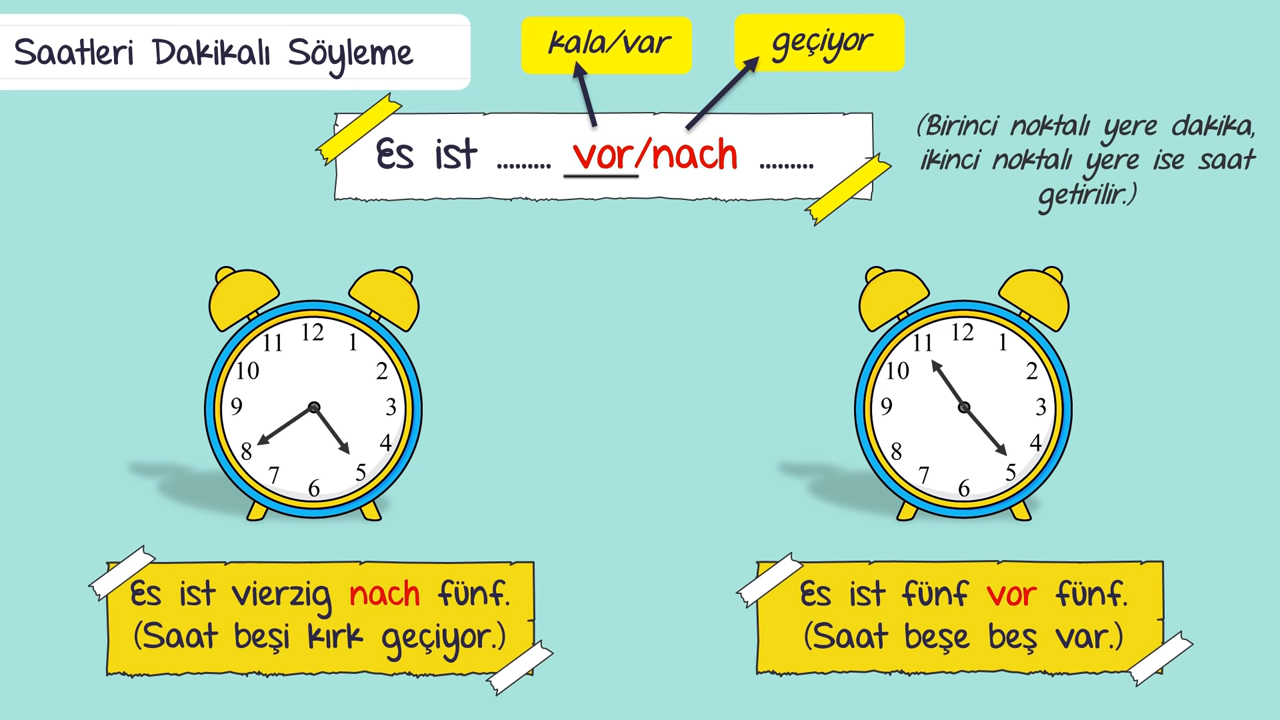 Saatleri Dakikalı Söyleme
kala/var
geçiyor
Es ist ......... vor/nach .........
(Birinci noktalı yere dakika,
ikinci noktalı yere ise saat
getirilir.)
12
11 1
10 2
9 3
8 4
7 5
6
12
11 1
10 2
9 3
8 4
7 5
6
Es ist vierzig nach fünf.
(Saat beşi kırk geçiyor.)
Es ist fünf vor fünf.
(Saat beşe beş var.)